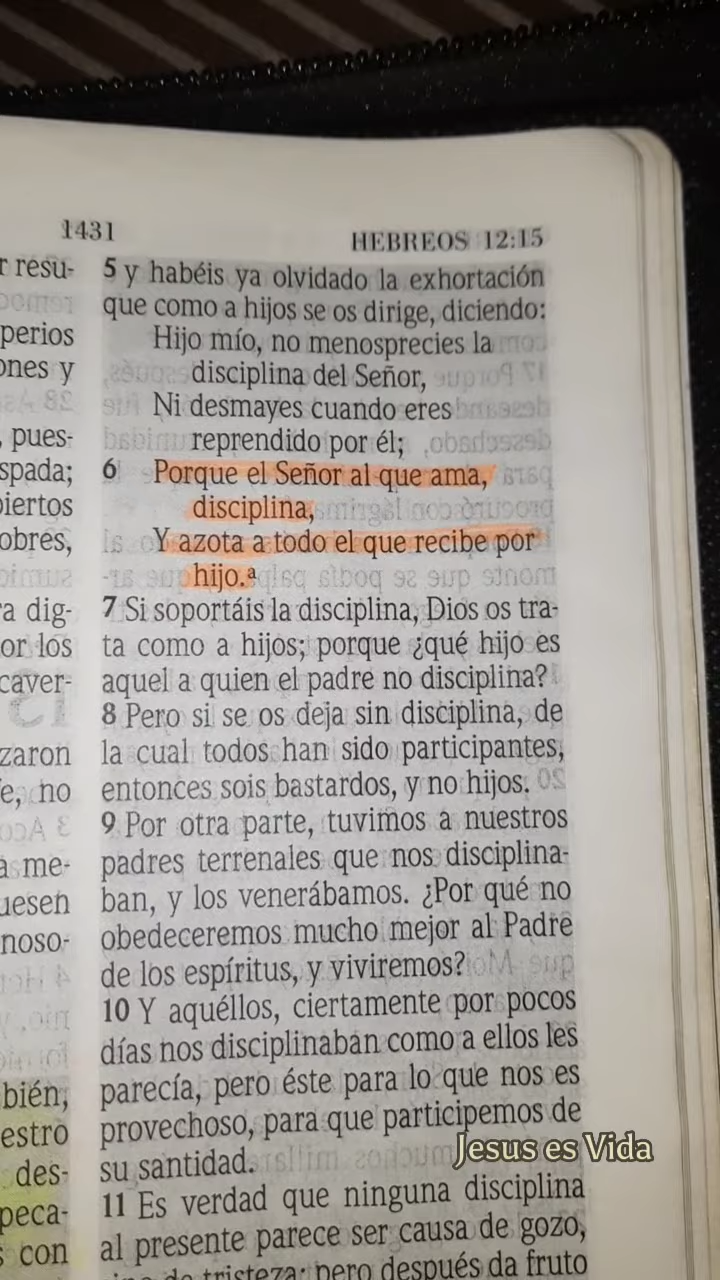 1431
HEBREOS 12:15
r resu-
perios
ones y
, pues-
spada;
biertos
obres,
a dig-
or los
caver-
zaron
e, no
a me-
uesen
noso-
bién,
estro
des-
peca-
s con
5 y habéis ya olvidado la exhortación
que como a hijos se os dirige, diciendo:
Hijo mío, no menosprecies la
disciplina del Señor,
Ni desmayes cuando eres
reprendido por él;
6 Porque el Señor al que ama,
disciplina,
Y azota a todo el que recibe por
hijo.ª
7 Si soportáis la disciplina, Dios os tra-
ta como a hijos; porque ¿qué hijo es
aquel a quien el padre no disciplina?
8 Pero si se os deja sin disciplina, de
la cual todos han sido participantes,
entonces sois bastardos, y no hijos.
9 Por otra parte, tuvimos a nuestros
padres terrenales que nos disciplina-
ban, y los venerábamos. ¿Por qué no
obedeceremos mucho mejor al Padre
de los espíritus, y viviremos?
10 Y aquéllos, ciertamente por pocos
días nos disciplinaban como a ellos les
parecía, pero éste para lo que nos es
provechoso, para que participemos de
su santidad.
11 Es verdad que ninguna disciplina
al presente parece ser causa de gozo,
de tristeza; pero después da fruto
Jesus es Vida